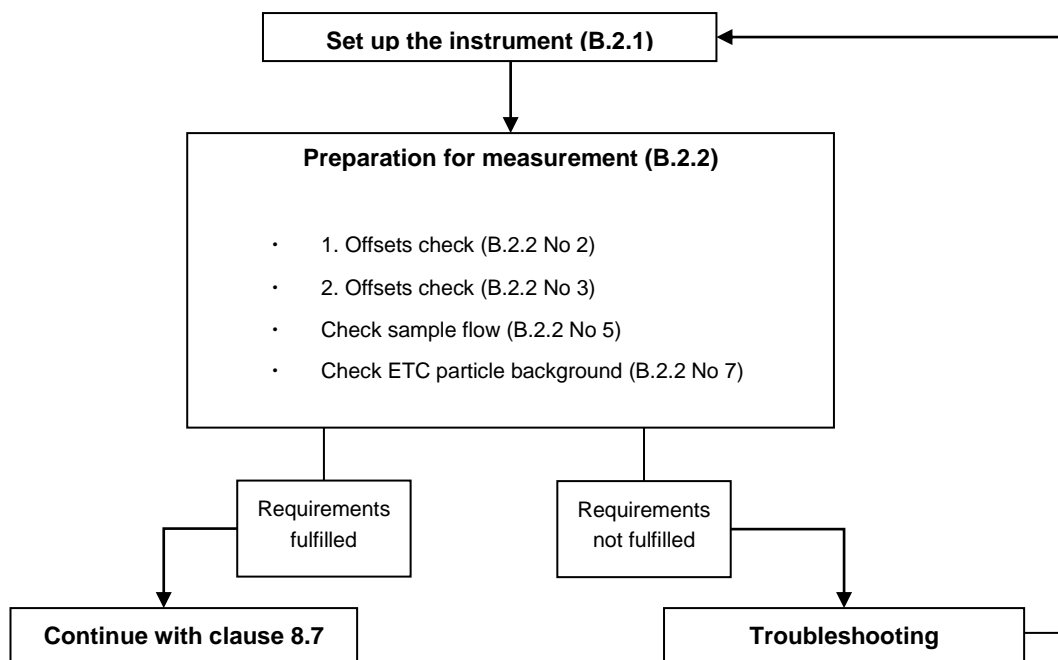 Set up the instrument (B.2.1)
Preparation for measurement (B.2.2)
· 1. Offsets check (B.2.2 No 2)
· 2. Offsets check (B.2.2 No 3)
· Check sample flow (B.2.2 No 5)
· Check ETC particle background (B.2.2 No 7)
Requirements
fulfilled
Requirements
not fulfilled
Continue with clause 8.7
Troubleshooting